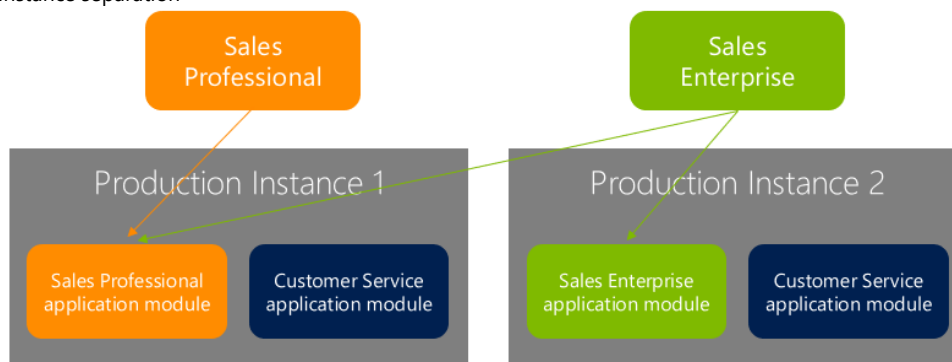 Sales
Professional
Sales
Enterprise
Production Instance 1
Production Instance 2
Sales Professional
application module
Customer Service
application module
Sales Enterprise
application module
Customer Service
application module